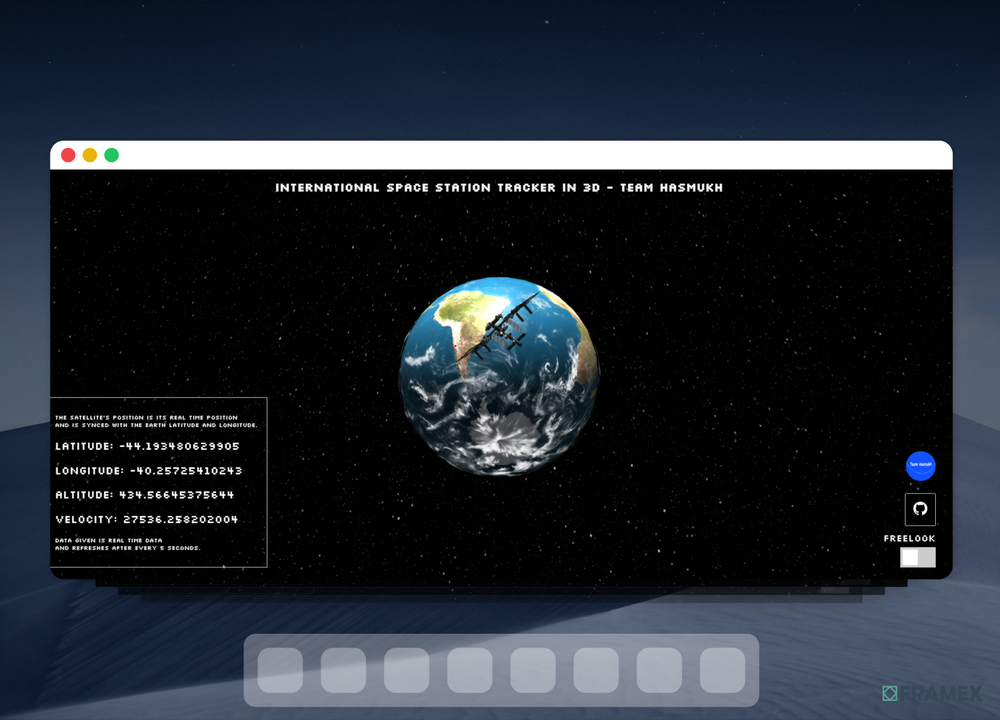 INTERNATIONAL SPACE STATION TRACKER IN 3D - TEAM HASMUKH
THE SATELLITE'S POSITION IS ITS REAL TIME POSITION
AND IS SYNCED WITH THE EARTH LATITUDE AND LONGITUDE.
LATITUDE: -44.193480629905
LONGITUDE: -40.25725410243
ALTITUDE: 434.56645375644
VELOCITY: 27536.258202004
DATA GIVEN IS REAL TIME DATA
AND REFRESHES AFTER EVERY 5 SECONDS.
Team Hasmukh
FREELOOK
FRAMEX